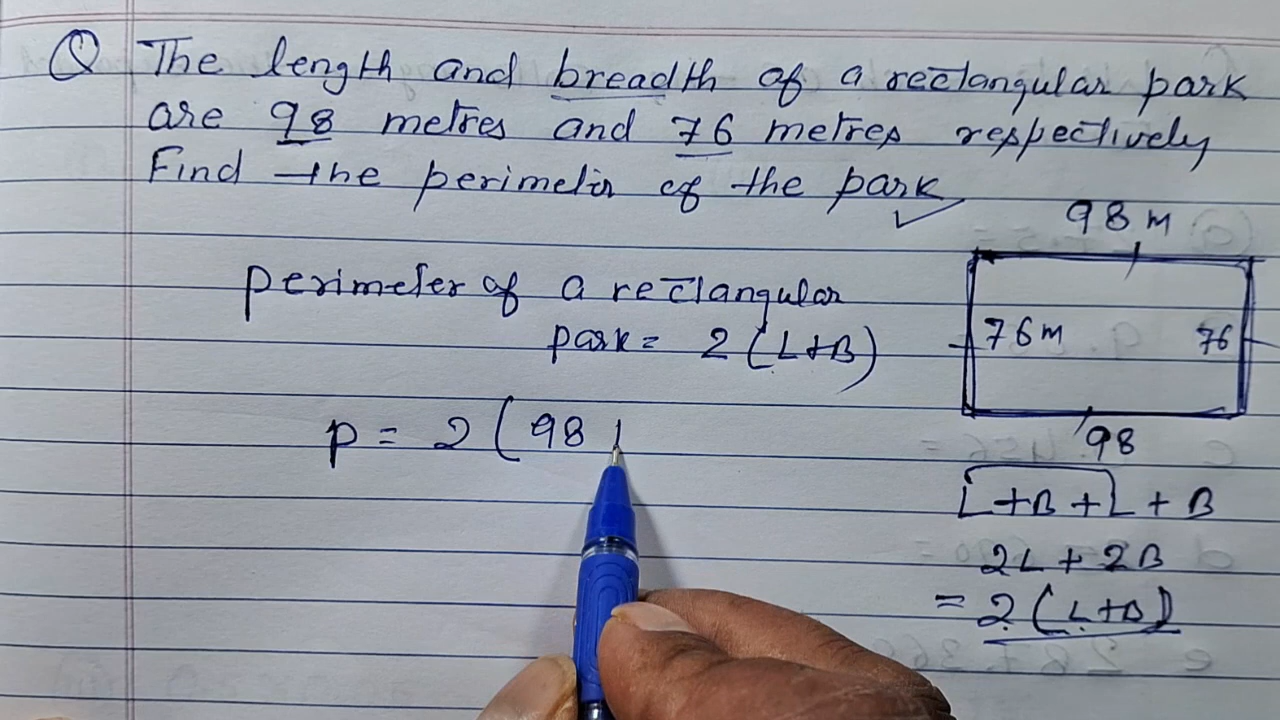 Q The length and breadth of a rectangular park
are 98 metres and 76 metres respectively
Find the perimeter of the park
98 m
perimeter of a rectangular
park = 2 (L+B)
76m
76
P = 2 ( 98
98
L+B+L+B
2L + 2B
= 2 (L+B)